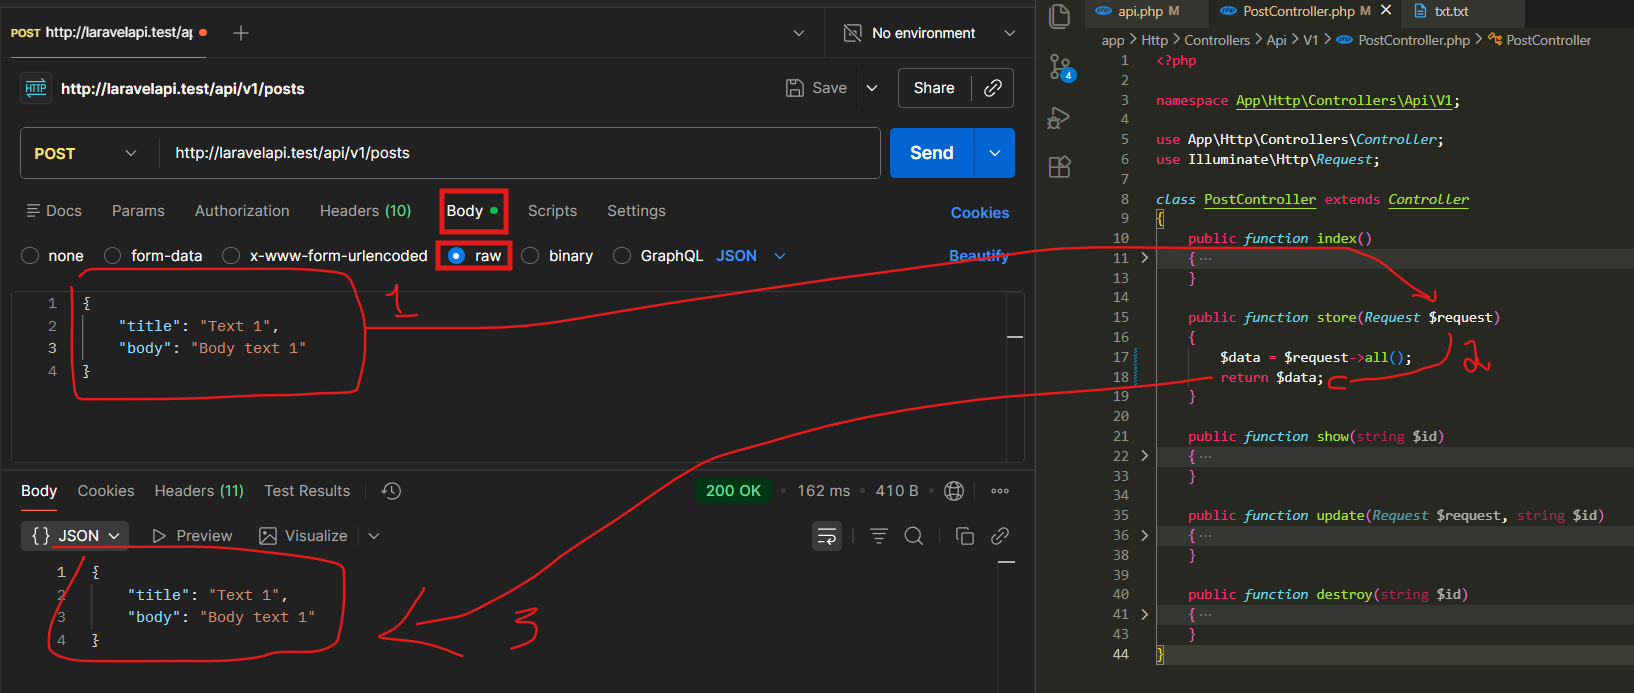 POST http://laravelapi.test/ap
No environment
HTTP http://laravelapi.test/api/v1/posts
Save
Share
POST http://laravelapi.test/api/v1/posts
Send
Docs Params Authorization Headers (10) Body Scripts Settings Cookies
none form-data x-www-form-urlencoded raw binary GraphQL JSON Beautify
1 {
2 "title": "Text 1",
3 "body": "Body text 1"
4 }
1
Body Cookies Headers (11) Test Results 200 OK • 162 ms • 410 B • •••
{} JSON Preview Visualize
1 {
2 "title": "Text 1",
3 "body": "Body text 1"
4 }
3
4
api.php M PostController.php M txt.txt
app > Http > Controllers > Api > V1 > PostController.php > PostController
1 <?php
2
3 namespace App\Http\Controllers\Api\V1;
4
5 use App\Http\Controllers\Controller;
6 use Illuminate\Http\Request;
7
8 class PostController extends Controller
9 {
10 public function index()
11 { ···
13 }
14
15 public function store(Request $request)
16 {
17 $data = $request->all();
18 return $data;
19 }
20
21 public function show(string $id)
22 { ···
33 }
34
35 public function update(Request $request, string $id)
36 { ···
38 }
39
40 public function destroy(string $id)
41 { ···
43 }
44 }
2